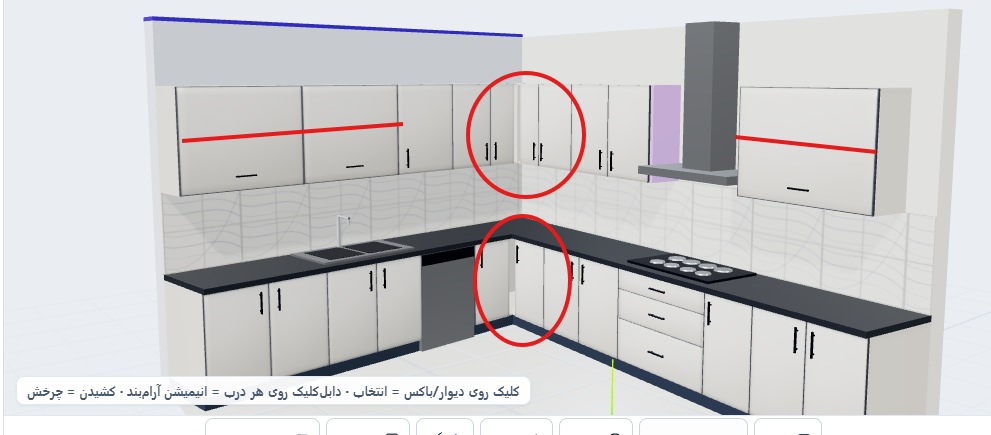 کلیک روی دیوار/باکس = انتخاب · دابل‌کلیک روی هر درب = انیمیشن آرام‌بند · کشیدن = چرخش